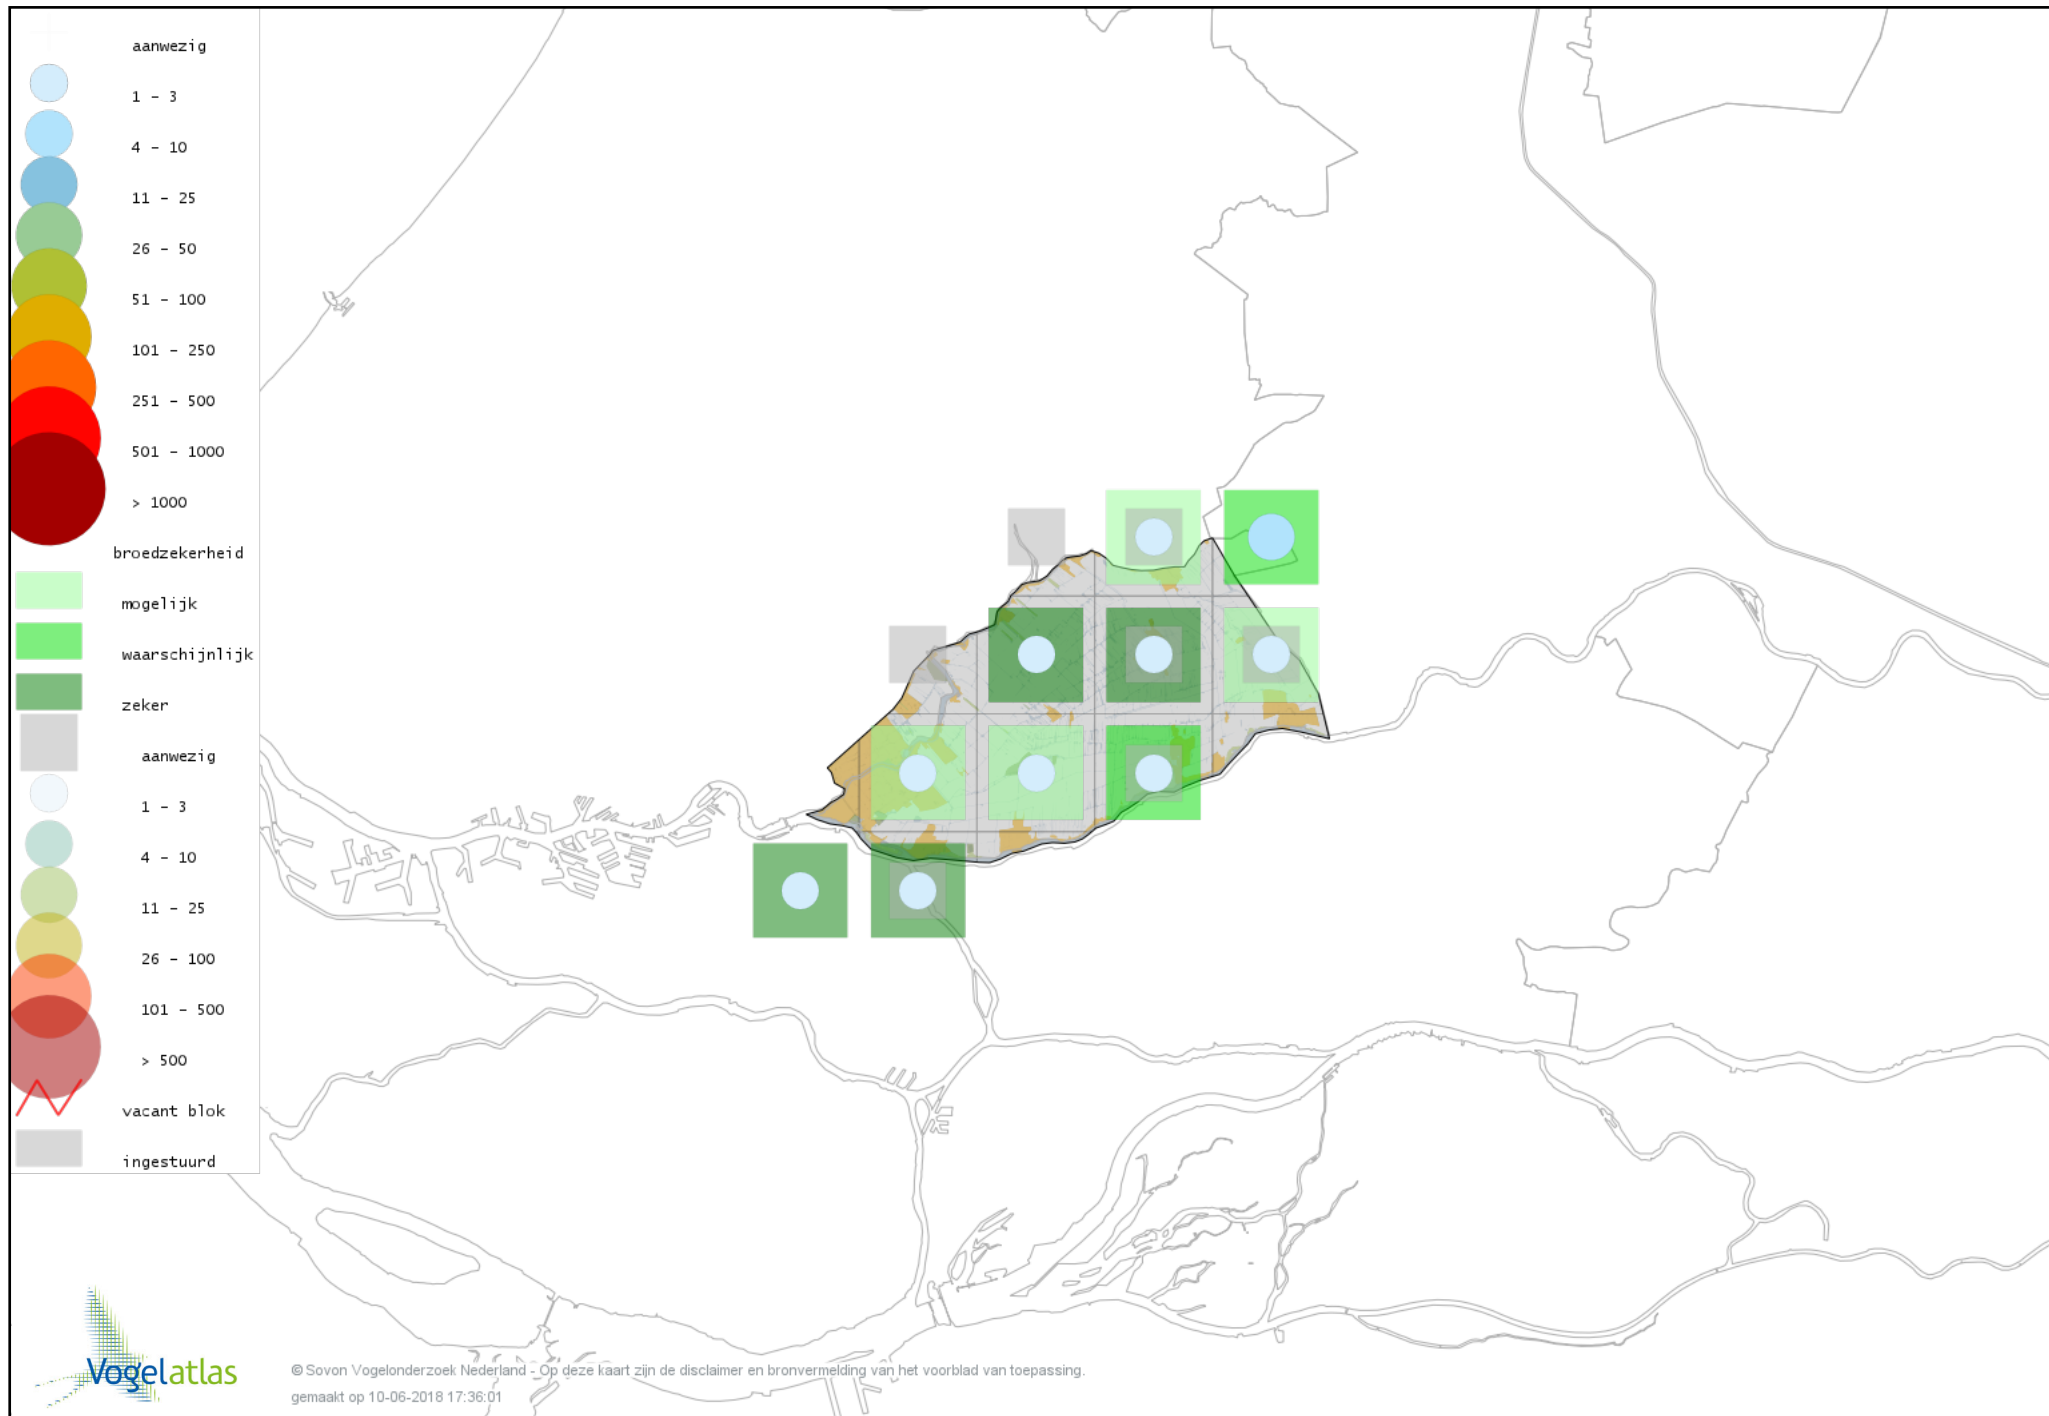 aanwezig
1 - 3
4 - 10
11 - 25
26 - 50
51 - 100
101 - 250
251 - 500
501 - 1000
> 1000
broedzekerheid
mogelijk
waarschijnlijk
zeker
aanwezig
1 - 3
4 - 10
11 - 25
26 - 100
101 - 500
> 500
vacant blok
ingestuurd
Vogelatlas
© Sovon Vogelonderzoek Nederland - Op deze kaart zijn de disclaimer en bronvermelding van het voorblad van toepassing.
gemaakt op 10-06-2018 17:36:01